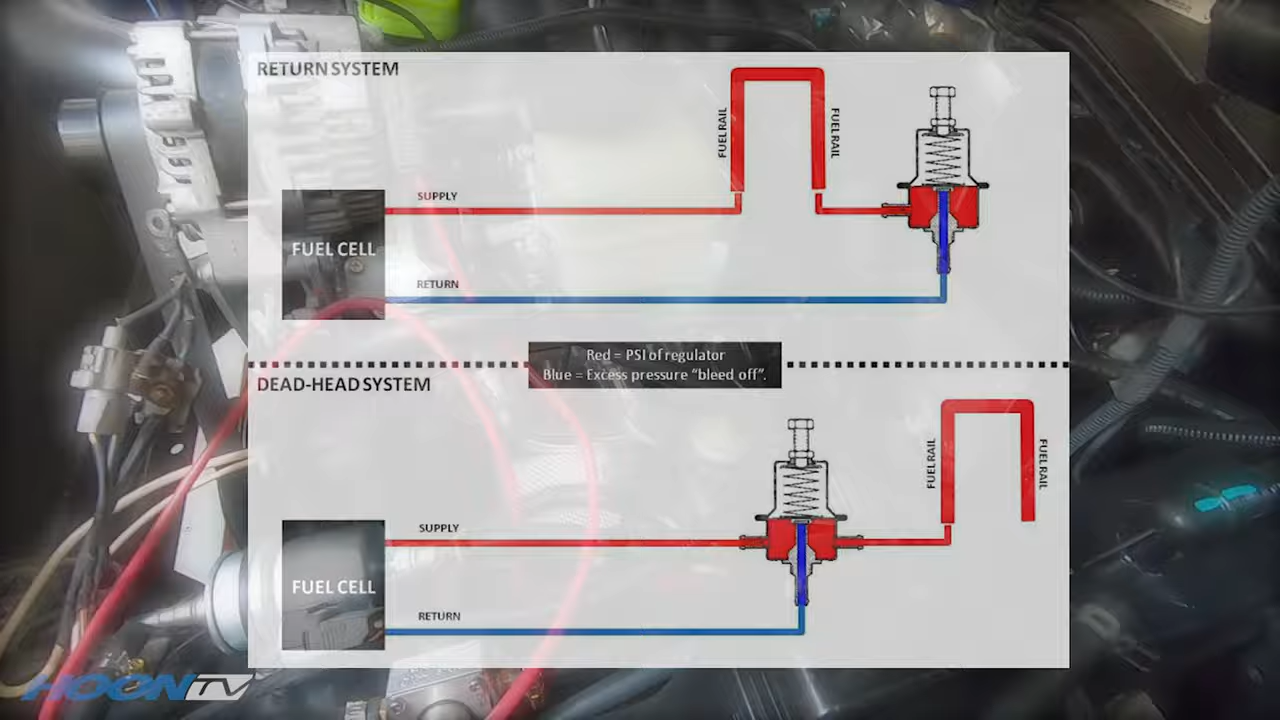 RETURN SYSTEM
FUEL RAIL
FUEL RAIL
SUPPLY
FUEL CELL
RETURN
Red = PSI of regulator
Blue = Excess pressure "bleed off".
DEAD-HEAD SYSTEM
FUEL RAIL
FUEL RAIL
SUPPLY
FUEL CELL
RETURN
HOONTV